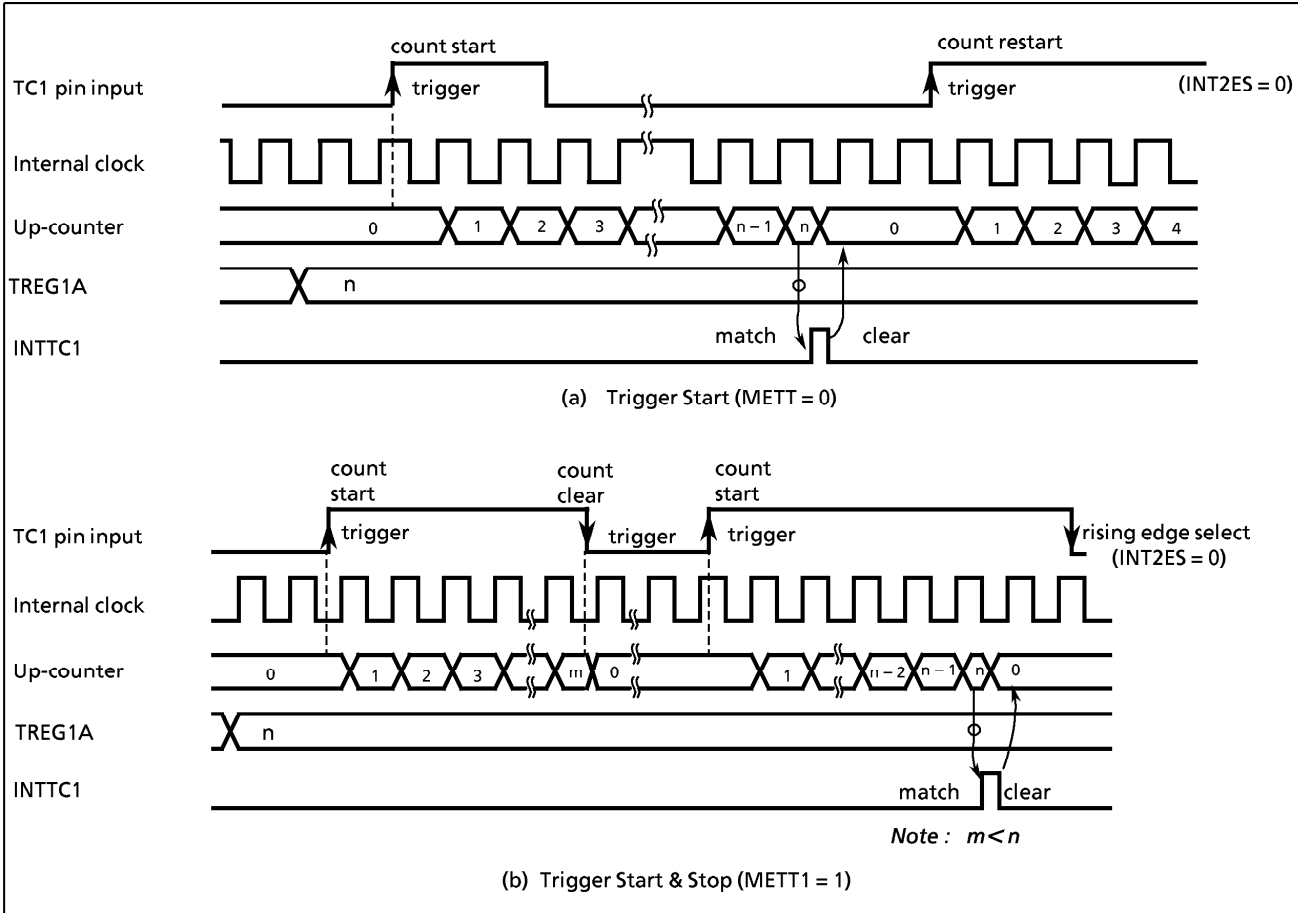 count start
count restart
TC1 pin input
trigger
trigger
(INT2ES = 0)
Internal clock
Up-counter
0 1 2 3 n – 1 n 0 1 2 3 4
TREG1A
n
INTTC1
match
clear
(a) Trigger Start (METT = 0)
count
start
count
clear
count
start
TC1 pin input
trigger
trigger
trigger
rising edge select
(INT2ES = 0)
Internal clock
Up-counter
0 1 2 3 m 0 1 n – 2 n – 1 n 0
TREG1A
n
INTTC1
match
clear
Note : m < n
(b) Trigger Start & Stop (METT1 = 1)